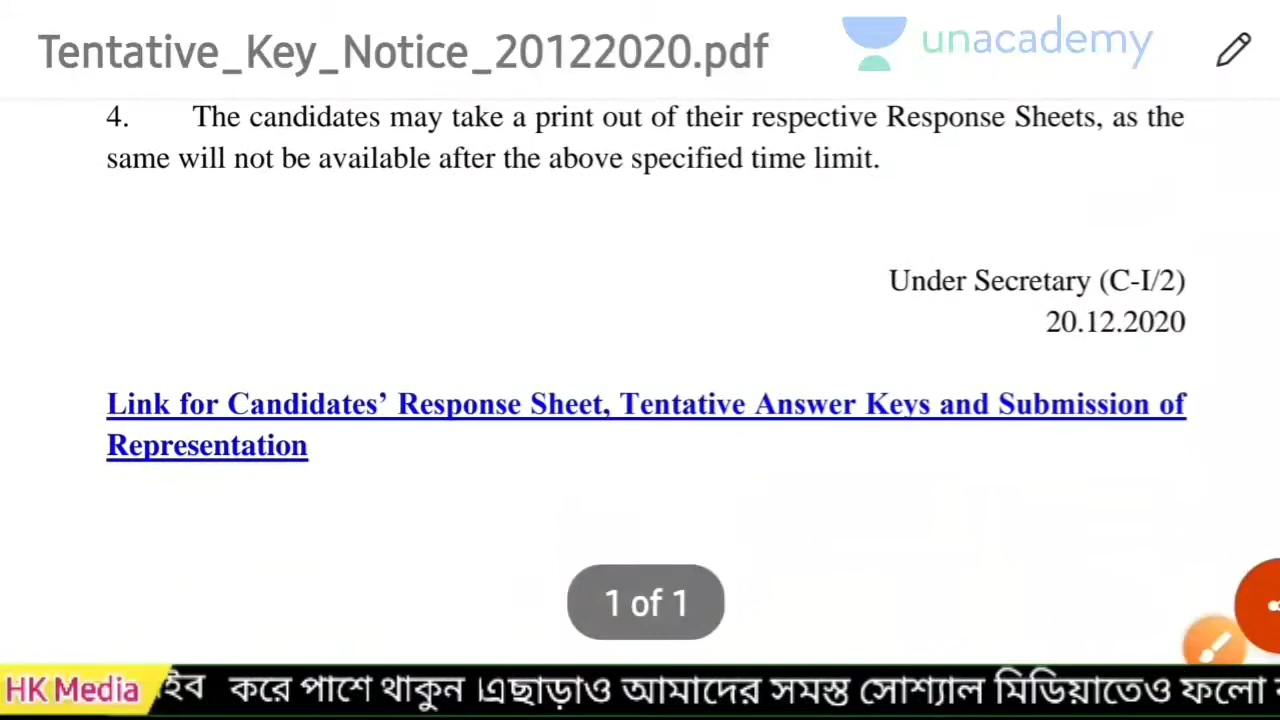 Tentative_Key_Notice_20122020.pdf
unacademy
4. The candidates may take a print out of their respective Response Sheets, as the
same will not be available after the above specified time limit.
Under Secretary (C-I/2)
20.12.2020
Link for Candidates’ Response Sheet, Tentative Answer Keys and Submission of
Representation
1 of 1
HK Media করে পাশে থাকুন ।এছাড়াও আমাদের সমস্ত সোশ্যাল মিডিয়াতেও ফলো